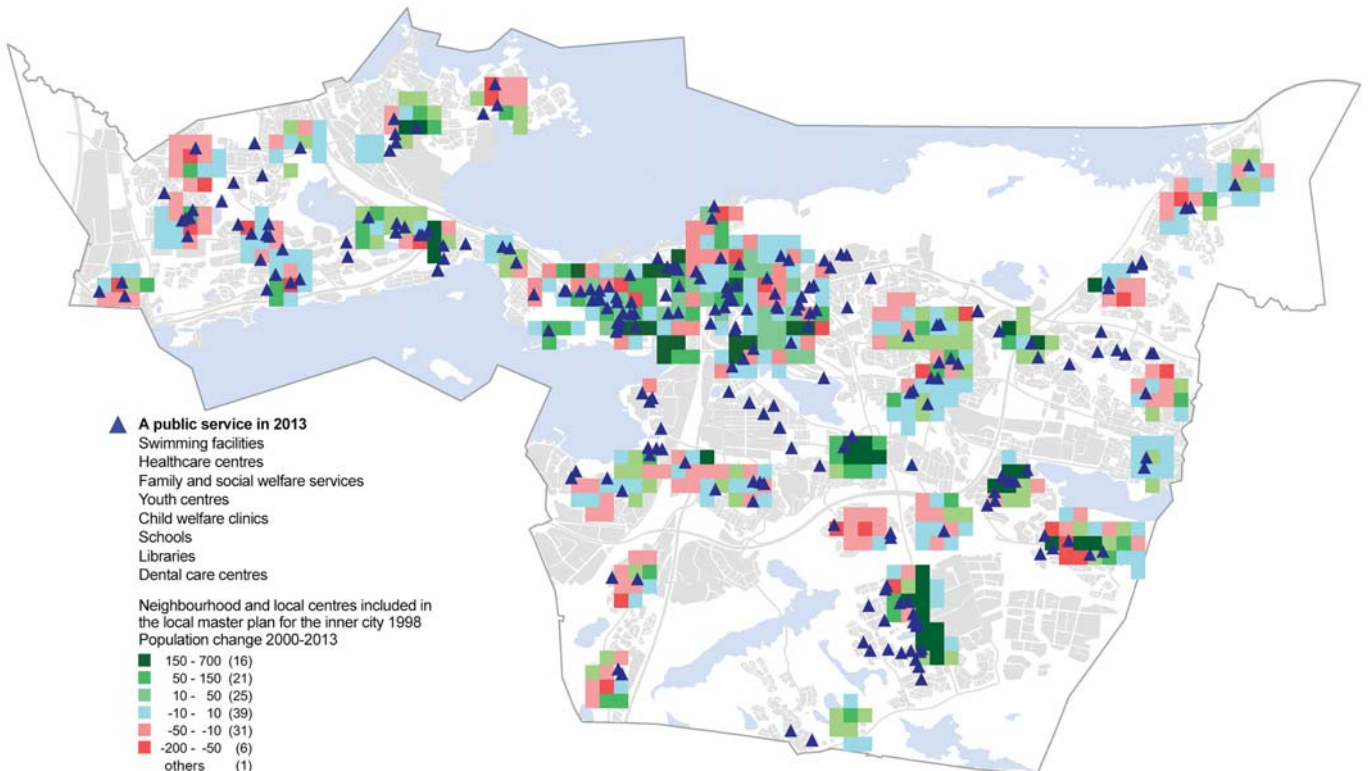 A public service in 2013
Swimming facilities
Healthcare centres
Family and social welfare services
Youth centres
Child welfare clinics
Schools
Libraries
Dental care centres
Neighbourhood and local centres included in
the local master plan for the inner city 1998
Population change 2000-2013
150 - 700 (16)
50 - 150 (21)
10 - 50 (25)
-10 - 10 (39)
-50 - -10 (31)
-200 - -50 (6)
others (1)